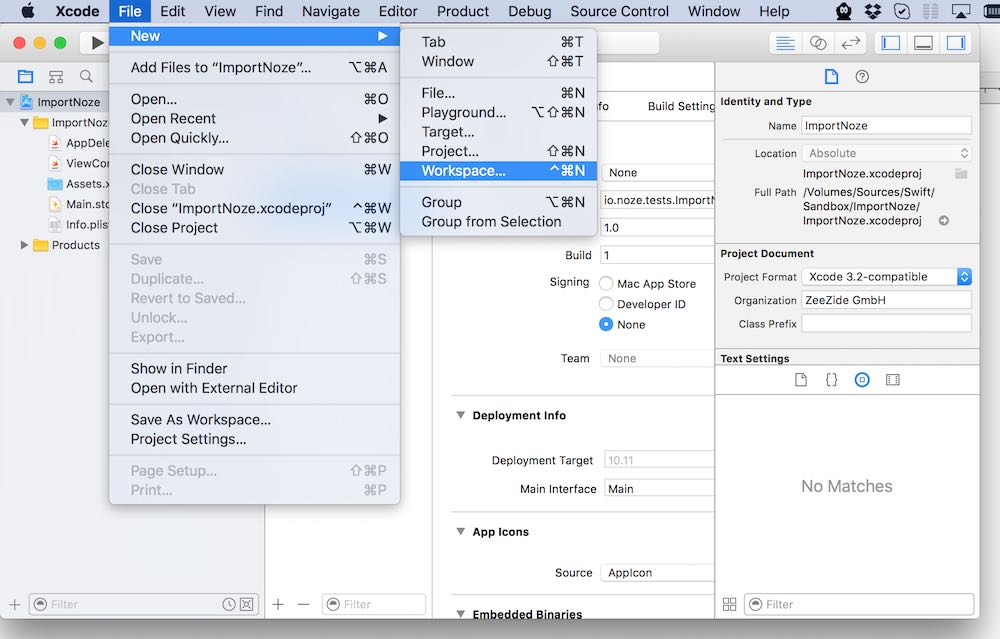 Xcode File Edit View Find Navigate Editor Product Debug Source Control Window Help
New
Add Files to “ImportNoze”... ⌥⌘A
Open... ⌘O
Open Recent
Open Quickly... ⇧⌘O
Close Window ⌘W
Close Tab
Close “ImportNoze.xcodeproj” ^⌘W
Close Project ⌥⌘W
Save ⌘S
Duplicate... ⇧⌘S
Revert to Saved...
Unlock...
Export...
Show in Finder
Open with External Editor
Save As Workspace...
Project Settings...
Page Setup... ⇧⌘P
Print... ⌘P
Tab ⌘T
Window ⇧⌘T
File... ⌘N
Playground... ⌥⇧⌘N
Target...
Project... ⇧⌘N
Workspace... ^⌘N
Group ⌥⌘N
Group from Selection
ImportNoze
ImportNoz
AppDele
ViewCon
Assets.x
Main.sto
Info.plis
Products
Filter
Filter
nfo Build Setting
None
io.noze.tests.ImportN
1.0
Build 1
Signing Mac App Store
Developer ID
None
Team None
Deployment Info
Deployment Target 10.11
Main Interface Main
App Icons
Source AppIcon
Embedded Binaries
Identity and Type
Name ImportNoze
Location Absolute
ImportNoze.xcodeproj
Full Path /Volumes/Sources/Swift/
Sandbox/ImportNoze/
ImportNoze.xcodeproj
Project Document
Project Format Xcode 3.2-compatible
Organization ZeeZide GmbH
Class Prefix
Text Settings
No Matches
Filter